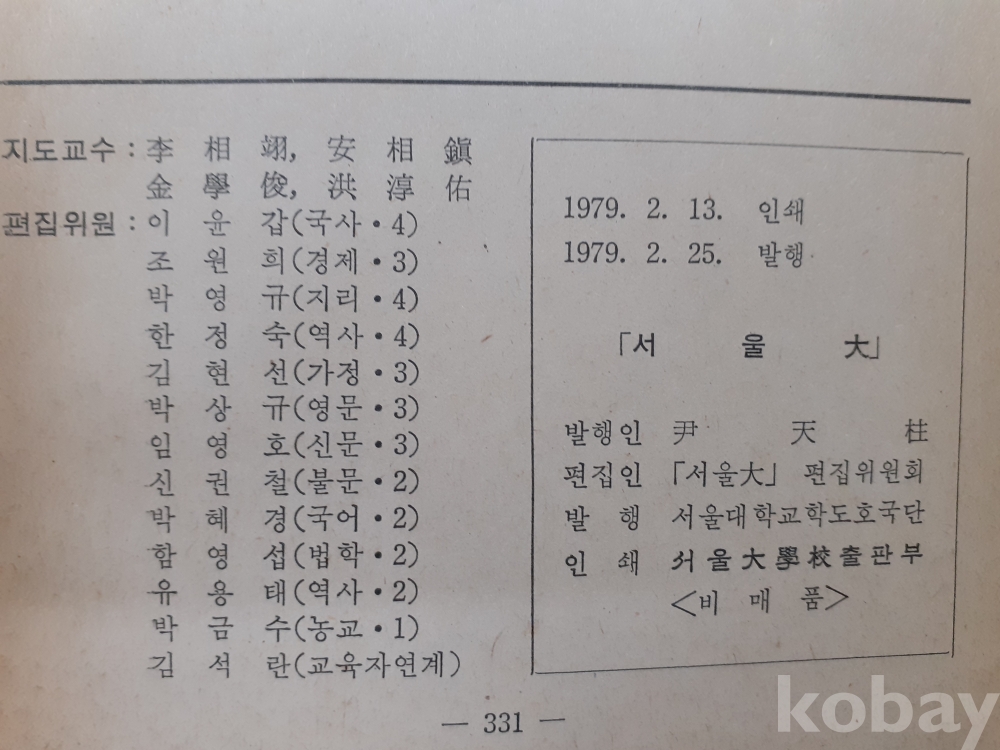 지도교수 : 李 相 翊, 安 相 鎭
金 學 俊, 洪 淳 佑
편집위원 : 이 윤 갑(국사·4)
조 원 희(경제·3)
박 영 규(지리·4)
한 정 숙(역사·4)
김 현 선(가정·3)
박 상 규(영문·3)
임 영 호(신문·3)
신 권 철(불문·2)
박 혜 경(국어·2)
함 영 섭(법학·2)
유 용 태(역사·2)
박 금 수(농교·1)
김 석 란(교육자연계)
1979. 2. 13. 인쇄
1979. 2. 25. 발행
「서 울 大」
발행인 尹 天 柱
편집인 「서울大」 편집위원회
발 행 서울대학교학도호국단
인 쇄 서울大學校출판부
<비 매 품>
— 331 —
kobay